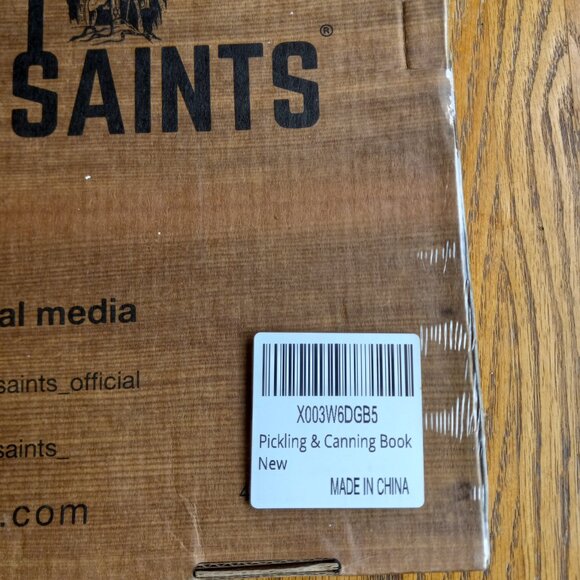 SAINTS®
al media
saints_official
saints_
.com
X003W6DGB5
Pickling & Canning Book
New
MADE IN CHINA